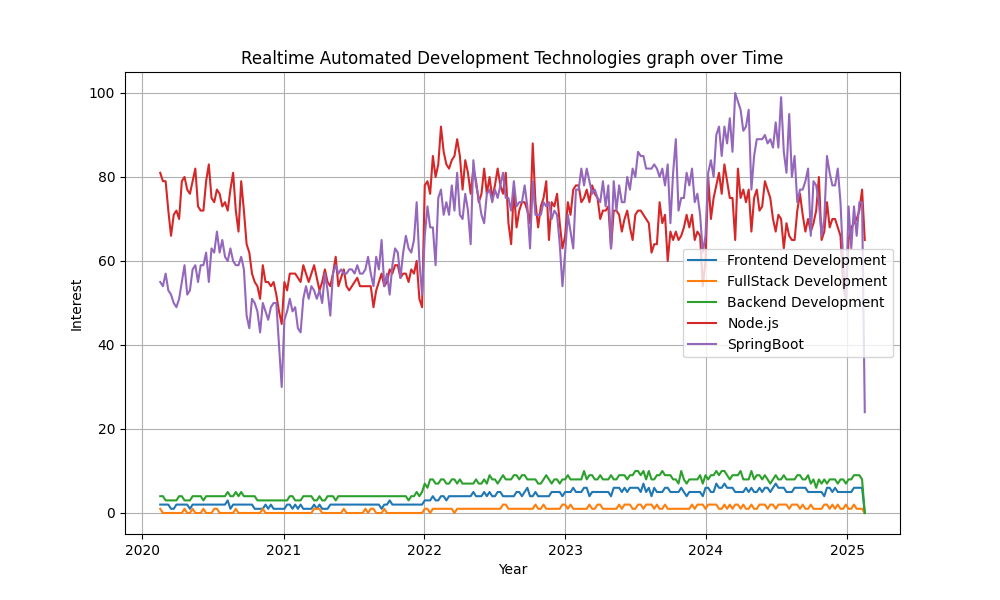 Realtime Automated Development Technologies graph over Time
100
80
60
40
20
0
Interest
Frontend Development
FullStack Development
Backend Development
Node.js
SpringBoot
2020 2021 2022 2023 2024 2025
Year